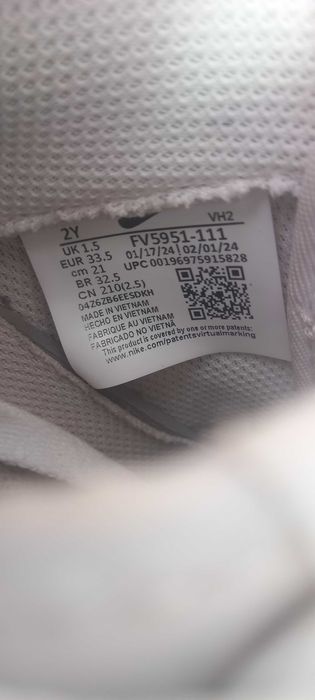 2Y VH2
UK 1.5 FV5951-111
EUR 33.5 01/17/24 02/01/24
cm 21 UPC 00196975915828
BR 32.5
CN 210(2.5)
04Z6ZB6EE5DKH
MADE IN VIETNAM
HECHO EN VIETNAM
FABRIQUE AU VIETNAM
FABRICADO NO VIETNÃ
This product is covered by one or more patents:
www.nike.com/patentsvirtualmarking